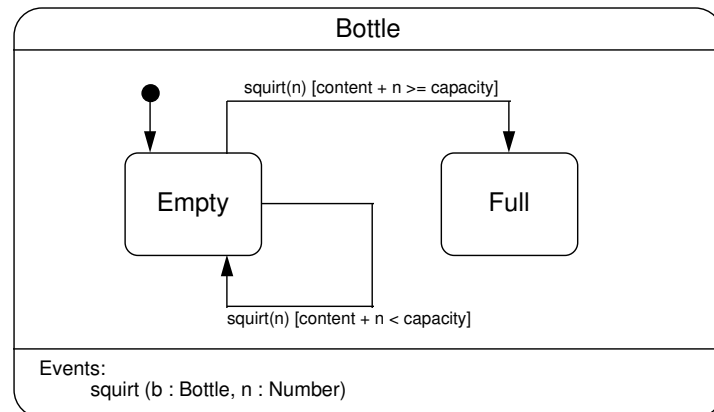 Bottle
squirt(n) [content + n >= capacity]
Empty
Full
squirt(n) [content + n < capacity]
Events:
squirt (b : Bottle, n : Number)